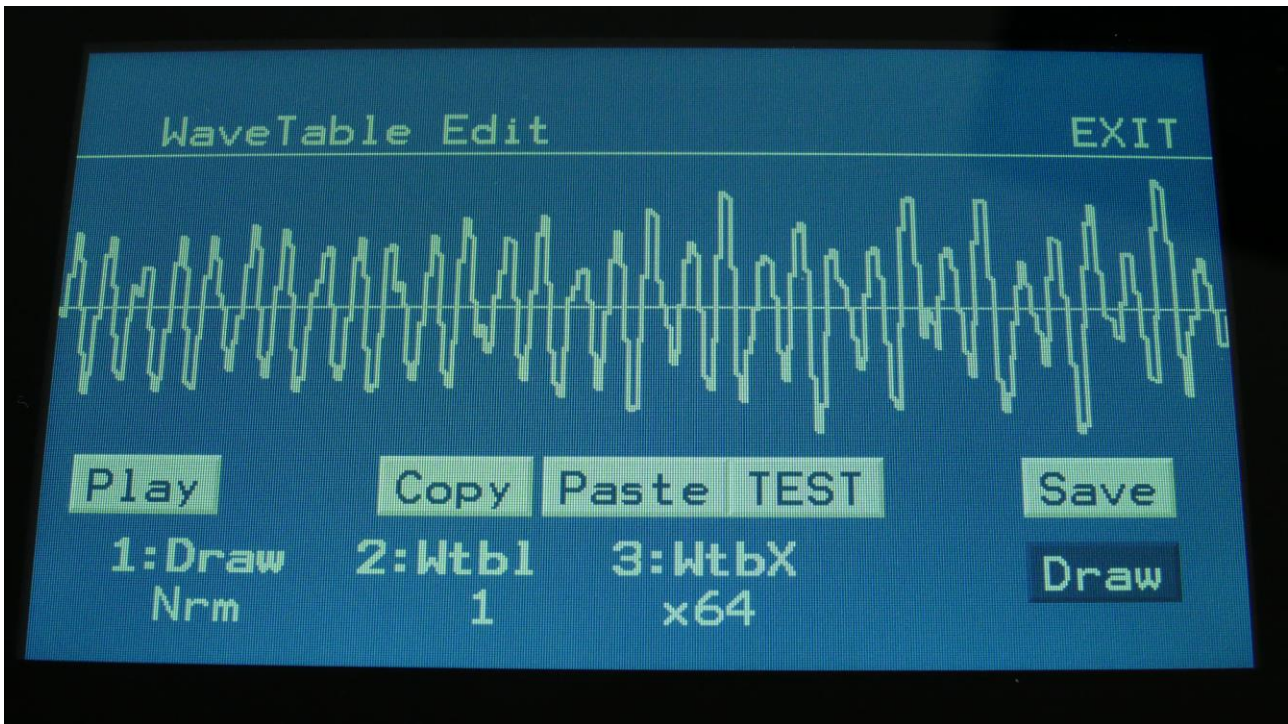 WaveTable Edit EXIT
Play Copy Paste TEST Save
1:Draw 2:Wtbl 3:WtbX Draw
Nrm 1 x64